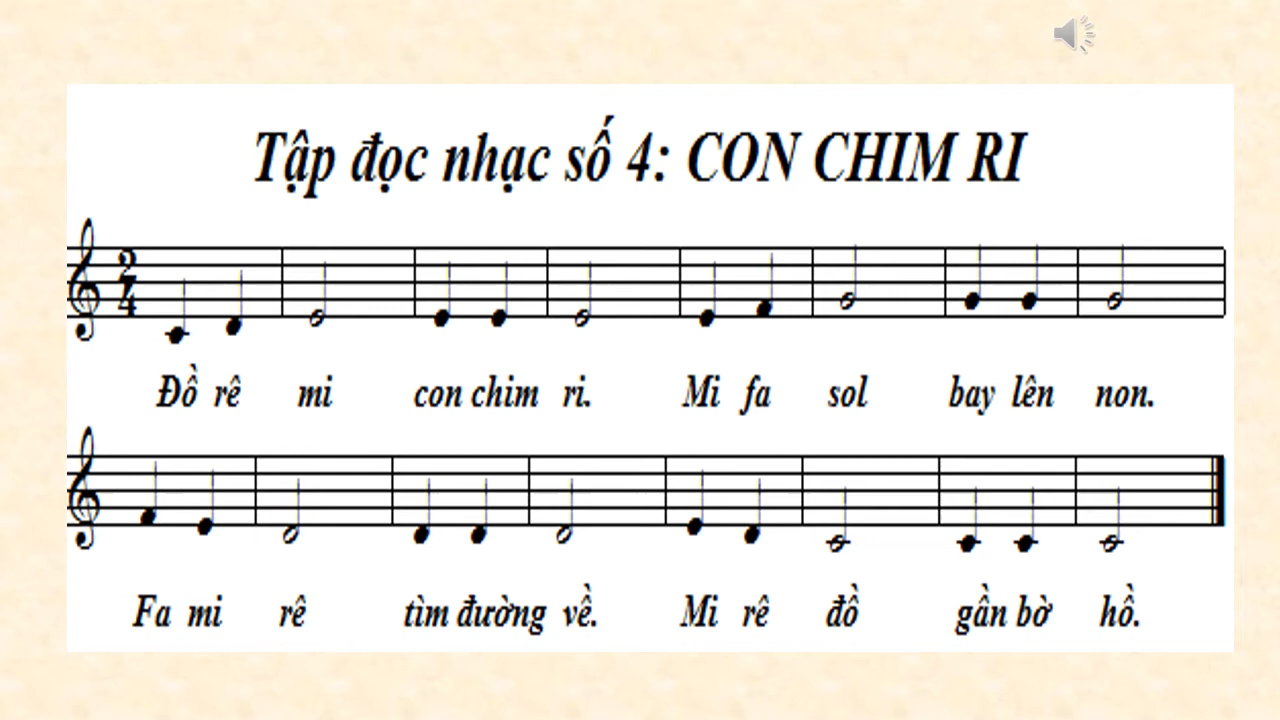 Tập đọc nhạc số 4: CON CHIM RI
2
4
Đồ rê mi con chim ri. Mi fa sol bay lên non.
Fa mi rê tìm đường về. Mi rê đồ gần bờ hồ.